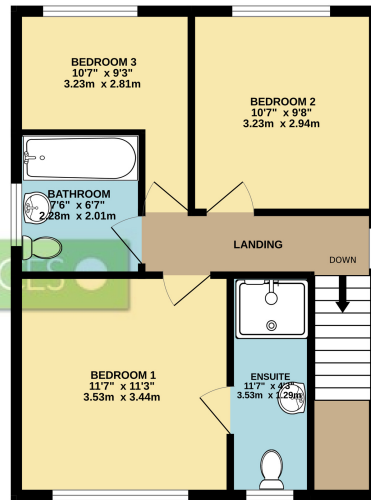 BEDROOM 3
10'7" x 9'3"
3.23m x 2.81m
BEDROOM 2
10'7" x 9'8"
3.23m x 2.94m
BATHROOM
7'6" x 6'7"
2.28m x 2.01m
LANDING
DOWN
CES
BEDROOM 1
11'7" x 11'3"
3.53m x 3.44m
ENSUITE
11'7" x 4'3"
3.53m x 1.29m